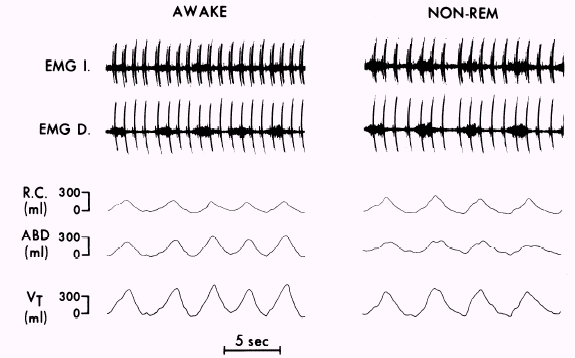 AWAKE NON-REM
EMG I.
EMG D.
R.C. 300
(ml) 0
ABD 300
(ml) 0
VT 300
(ml) 0
5 sec